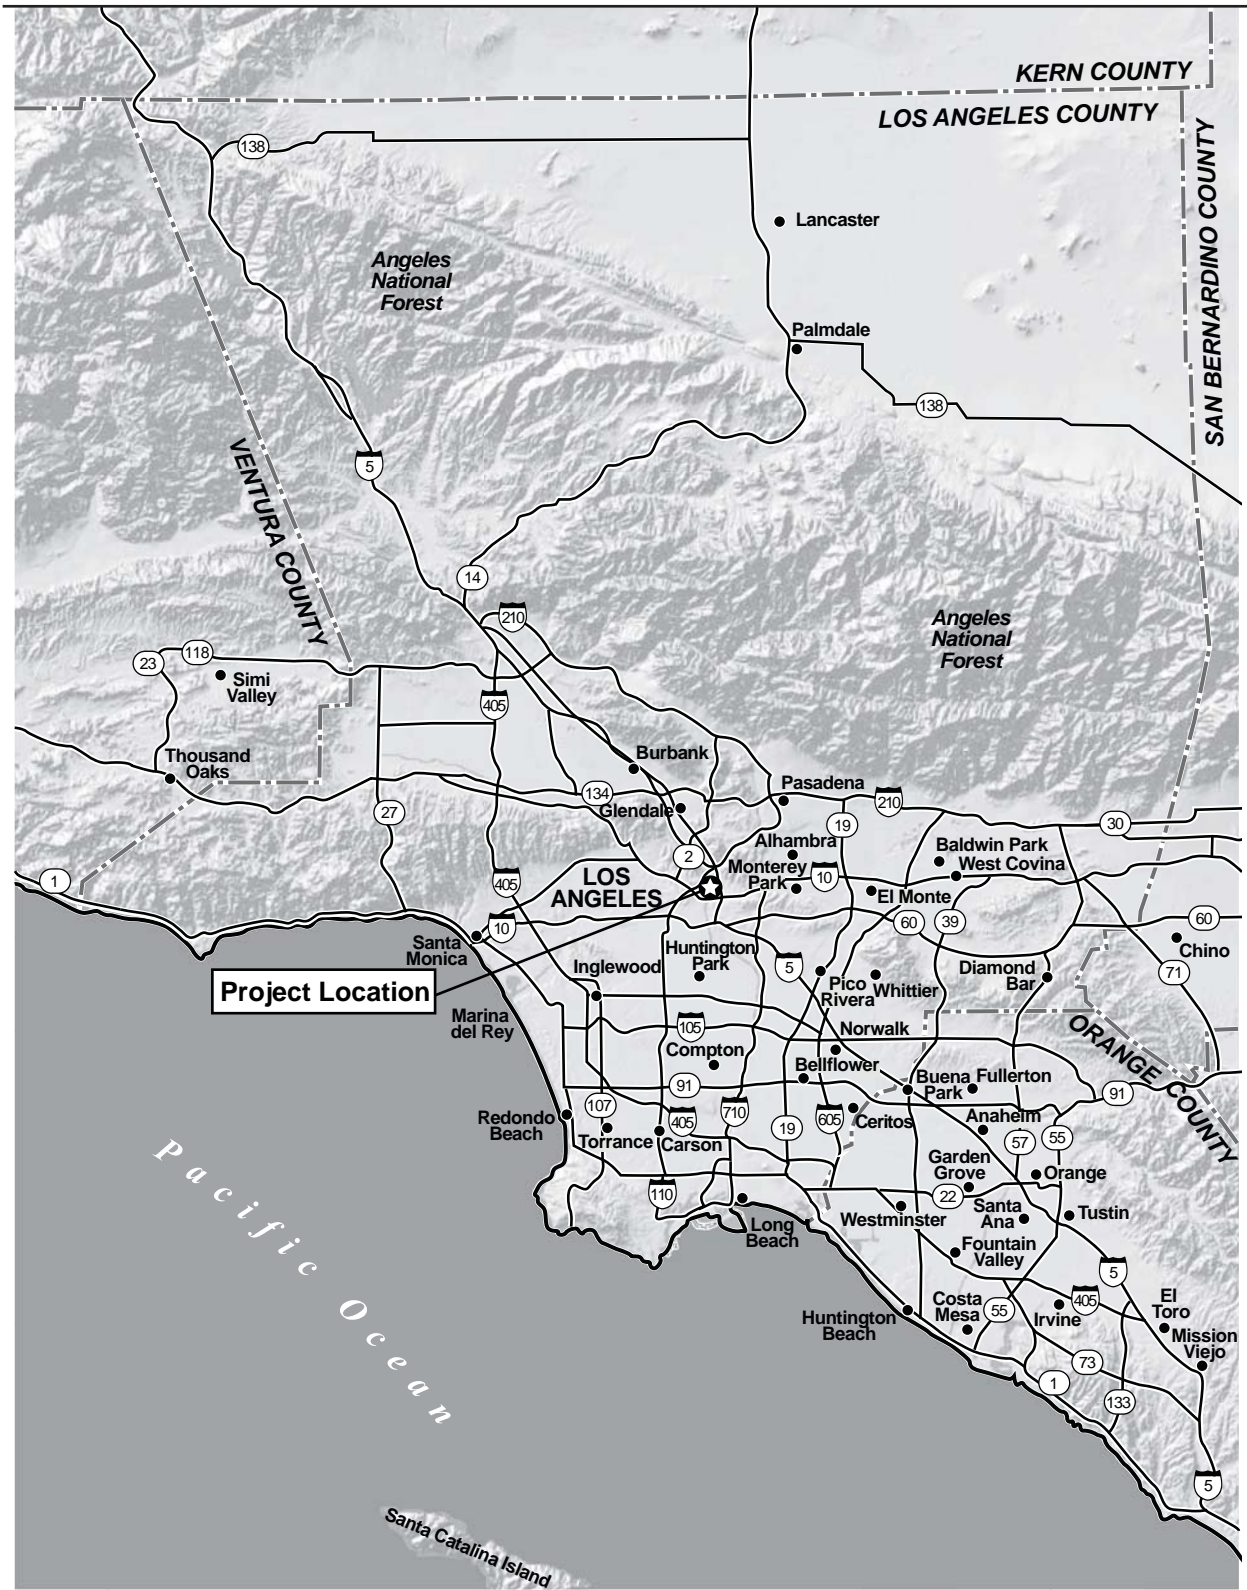 KERN COUNTY
LOS ANGELES COUNTY
SAN BERNARDINO COUNTY
138
Lancaster
Angeles
National
Forest
Palmdale
138
VENTURA COUNTY
5
14
210
Angeles
National
Forest
118
23
Simi
Valley
405
Thousand
Oaks
Burbank
134
Pasadena
210
Glendale
27
19
30
Alhambra
2
Baldwin Park
West Covina
Monterey
Park
10
1
405
LOS
ANGELES
El Monte
60
39
60
10
Santa
Monica
Huntington
Park
Chino
Inglewood
5
Pico
Rivera
Whittier
Diamond
Bar
71
Project Location
Marina
del Rey
105
Norwalk
ORANGE COUNTY
Compton
Bellflower
91
Buena
Park
Fullerton
91
107
Redondo
Beach
405
710
19
605
Ceritos
Anaheim
57
55
Torrance
Carson
Garden
Grove
Orange
110
22
Long
Beach
Westminster
Santa
Ana
Tustin
Fountain
Valley
5
Huntington
Beach
Costa
Mesa
55
Irvine
405
El
Toro
Mission
Viejo
73
1
133
5
Pacific Ocean
Santa Catalina Island